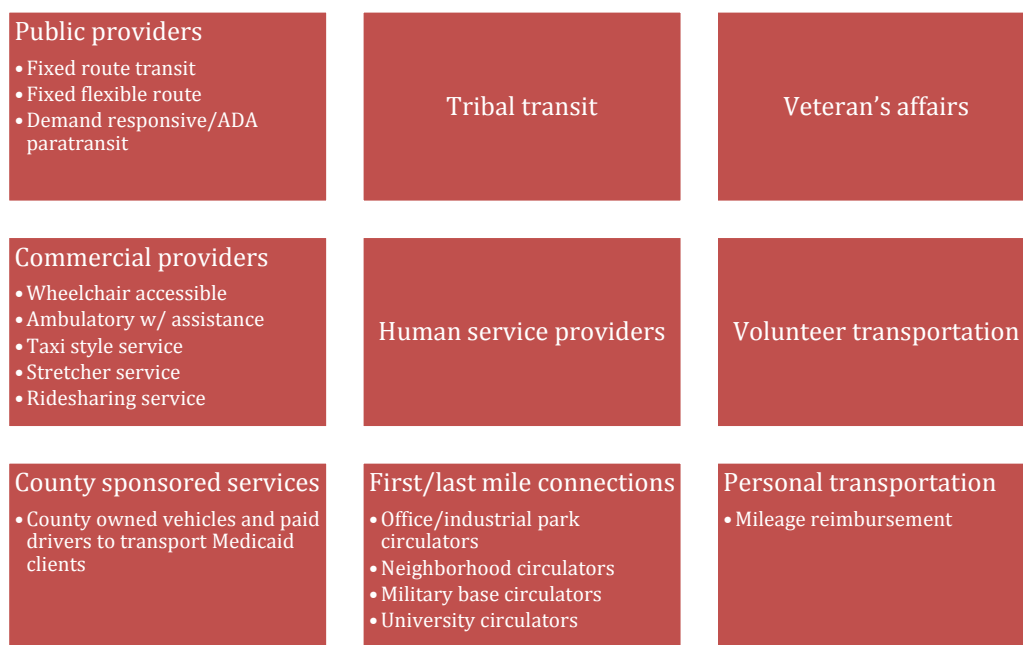 Public providers
• Fixed route transit
• Fixed flexible route
• Demand responsive/ADA
paratransit
Tribal transit
Veteran's affairs
Commercial providers
• Wheelchair accessible
• Ambulatory w/ assistance
• Taxi style service
• Stretcher service
• Ridesharing service
Human service providers
Volunteer transportation
County sponsored services
• County owned vehicles and paid
drivers to transport Medicaid
clients
First/last mile connections
• Office/industrial park
circulators
• Neighborhood circulators
• Military base circulators
• University circulators
Personal transportation
• Mileage reimbursement